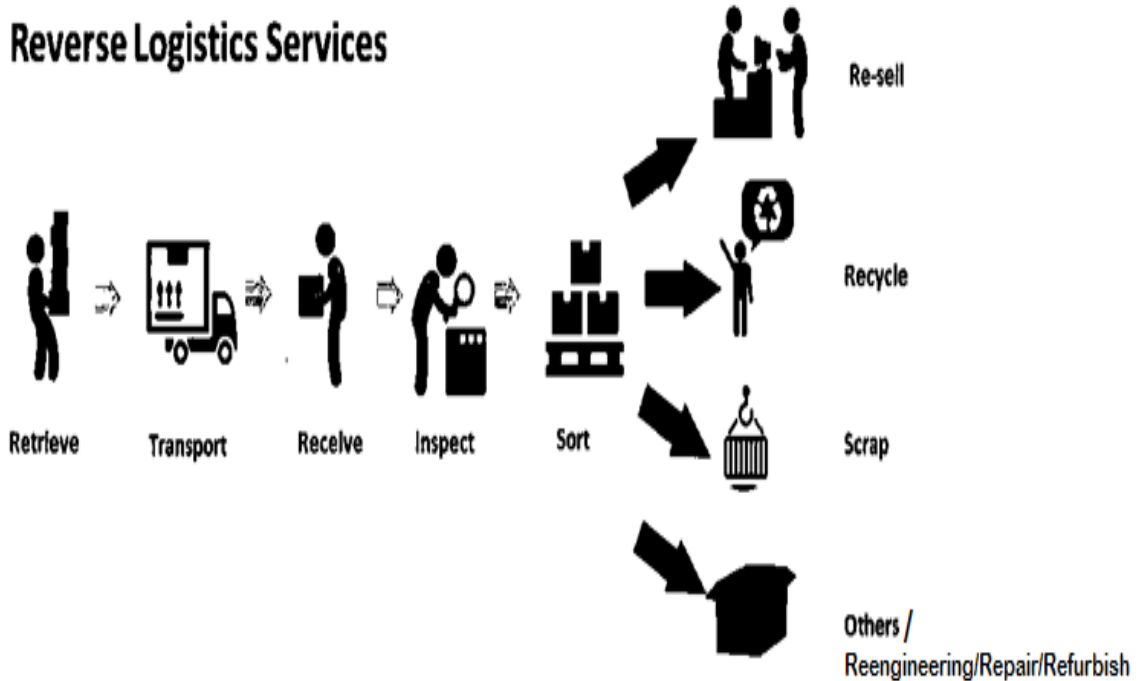 Reverse Logistics Services
Re-sell
Recycle
Retrieve
Transport
Receive
Inspect
Sort
Scrap
Others /
Reengineering/Repair/Refurbish